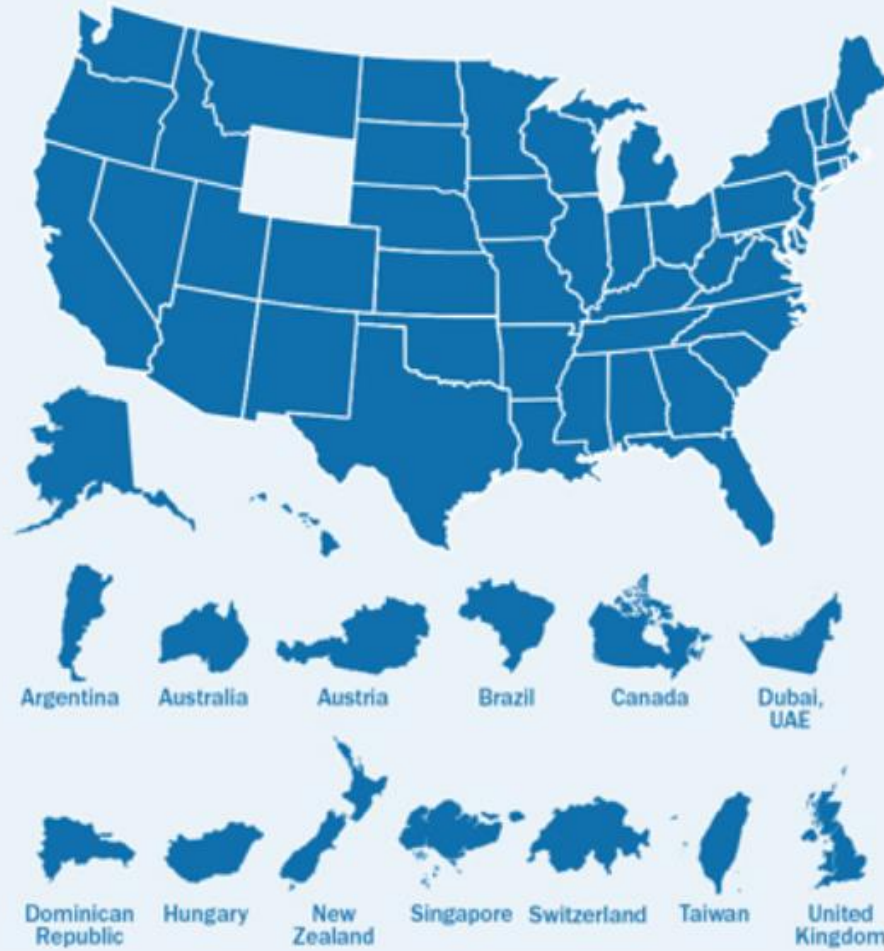 Argentina
Australia
Austria
Brazil
Canada
Dubai,
UAE
Dominican
Republic
Hungary
New
Zealand
Singapore
Switzerland
Taiwan
United
Kingdom